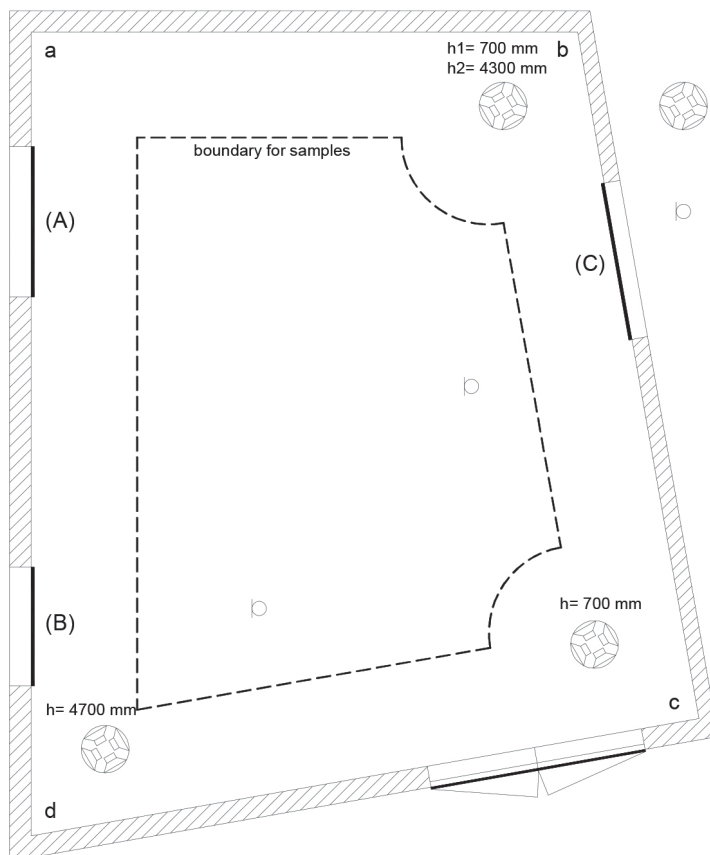 a
b
h1= 700 mm
h2= 4300 mm
boundary for samples
(A)
(C)
(B)
h= 700 mm
h= 4700 mm
c
d